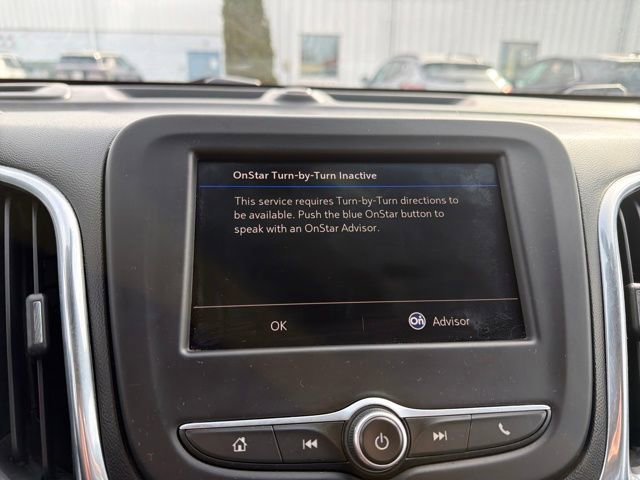 OnStar Turn-by-Turn Inactive
This service requires Turn-by-Turn directions to
be available. Push the blue OnStar button to
speak with an OnStar Advisor.
OK
On Advisor